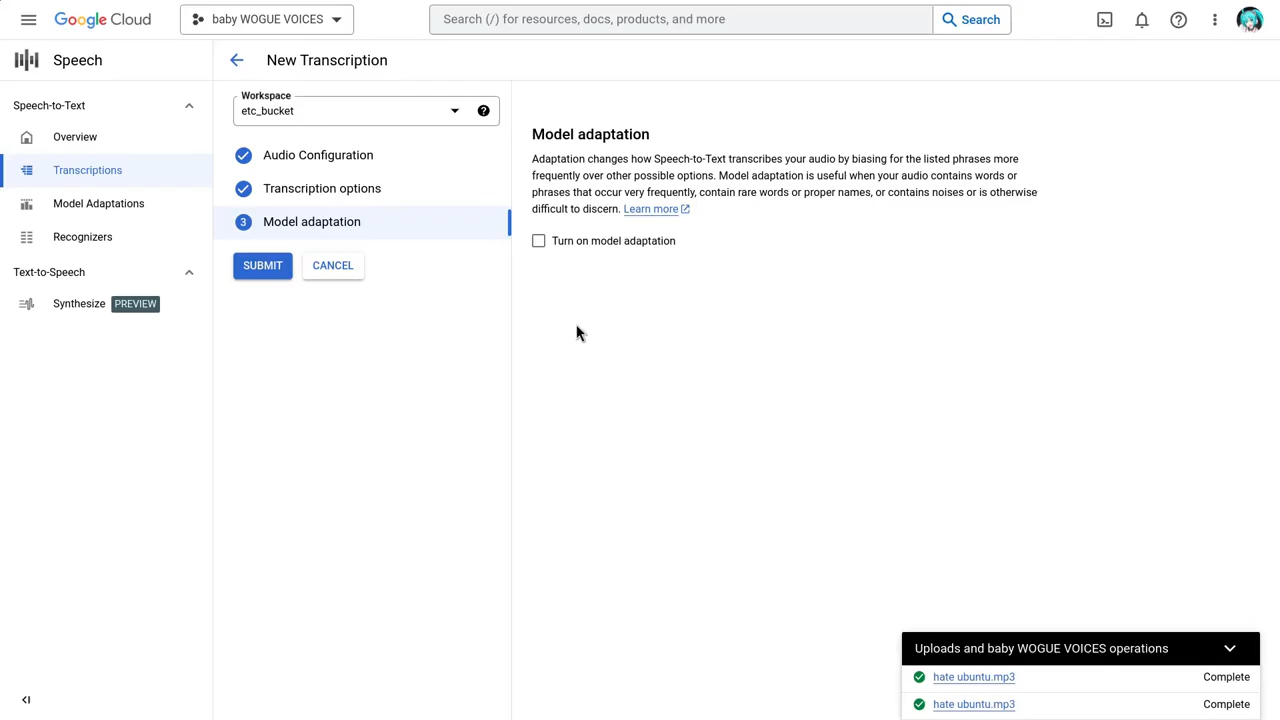 Google Cloud
baby WOGUE VOICES
Search (/) for resources, docs, products, and more
Search
Speech
New Transcription
Speech-to-Text
Overview
Transcriptions
Model Adaptations
Recognizers
Text-to-Speech
Synthesize PREVIEW
Workspace
etc_bucket
Audio Configuration
Transcription options
3 Model adaptation
SUBMIT CANCEL
Model adaptation
Adaptation changes how Speech-to-Text transcribes your audio by biasing for the listed phrases more
frequently over other possible options. Model adaptation is useful when your audio contains words or
phrases that occur very frequently, contain rare words or proper names, or contains noises or is otherwise
difficult to discern. Learn more
Turn on model adaptation
Uploads and baby WOGUE VOICES operations
hate ubuntu.mp3 Complete
hate ubuntu.mp3 Complete